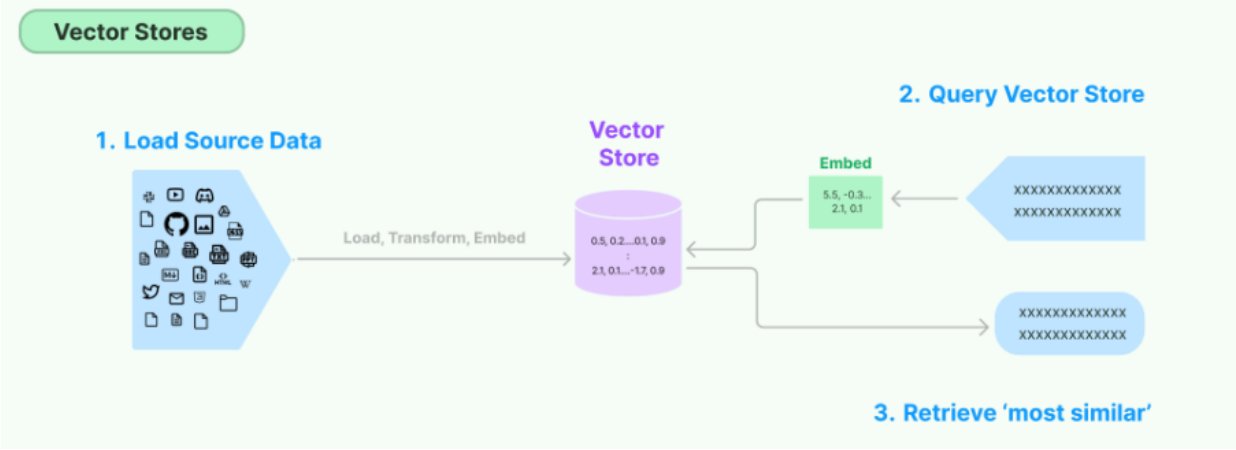 Vector Stores
2. Query Vector Store
1. Load Source Data
Vector
Store
Embed
5.5, -0.3...
2.1, 0.1
XXXXXXXXXXXXX
XXXXXXXXXXXXX
Load, Transform, Embed
0.5, 0.2....0.1, 0.9
:
2.1, 0.1....-1.7, 0.9
M↓
HTML
W
XXXXXXXXXXXXX
XXXXXXXXXXXXX
3. Retrieve ‘most similar’